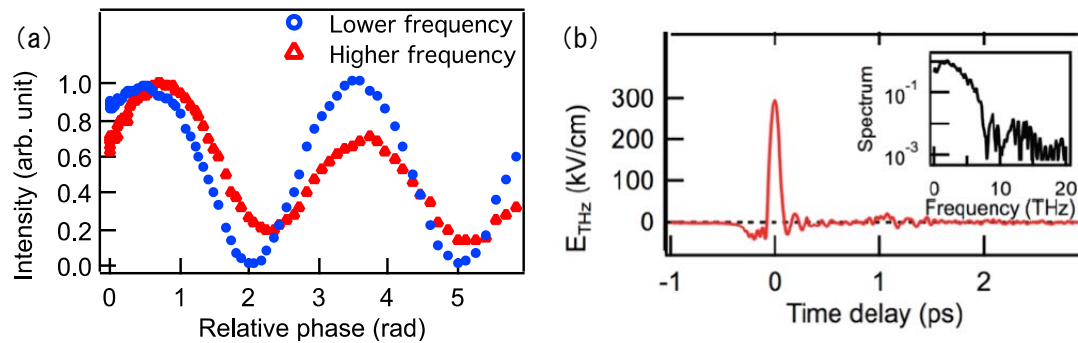 (a)
Lower frequency
Higher frequency
Intensity (arb. unit)
1.0
0.8
0.6
0.4
0.2
0.0
0 1 2 3 4 5
Relative phase (rad)
(b)
E_THz (kV/cm)
300
200
100
0
-1 0 1 2
Time delay (ps)
Spectrum
10^-1
10^-3
0 10 20
Frequency (THz)